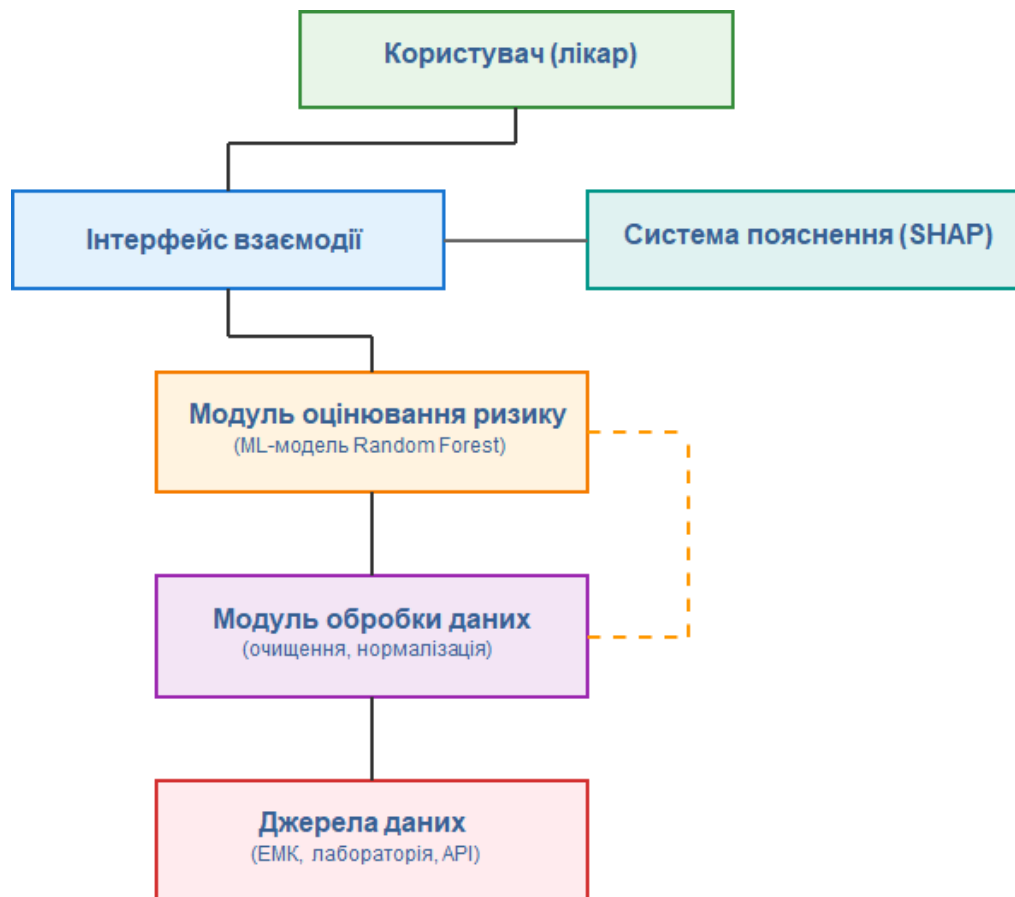 Користувач (лікар)
Інтерфейс взаємодії
Система пояснення (SHAP)
Модуль оцінювання ризику
(ML-модель Random Forest)
Модуль обробки даних
(очищення, нормалізація)
Джерела даних
(ЕМК, лабораторія, API)